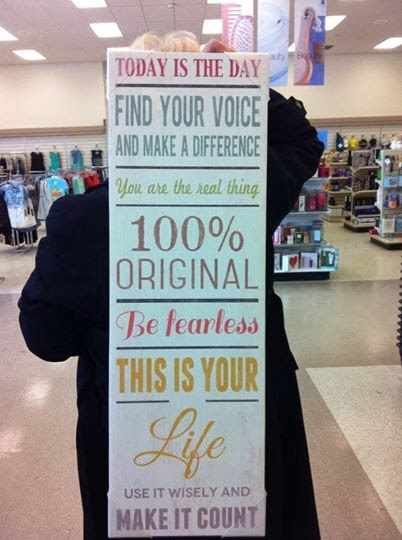 TODAY IS THE DAY
FIND YOUR VOICE
AND MAKE A DIFFERENCE
You are the real thing
100%
ORIGINAL
Be fearless
THIS IS YOUR
Life
USE IT WISELY AND
MAKE IT COUNT